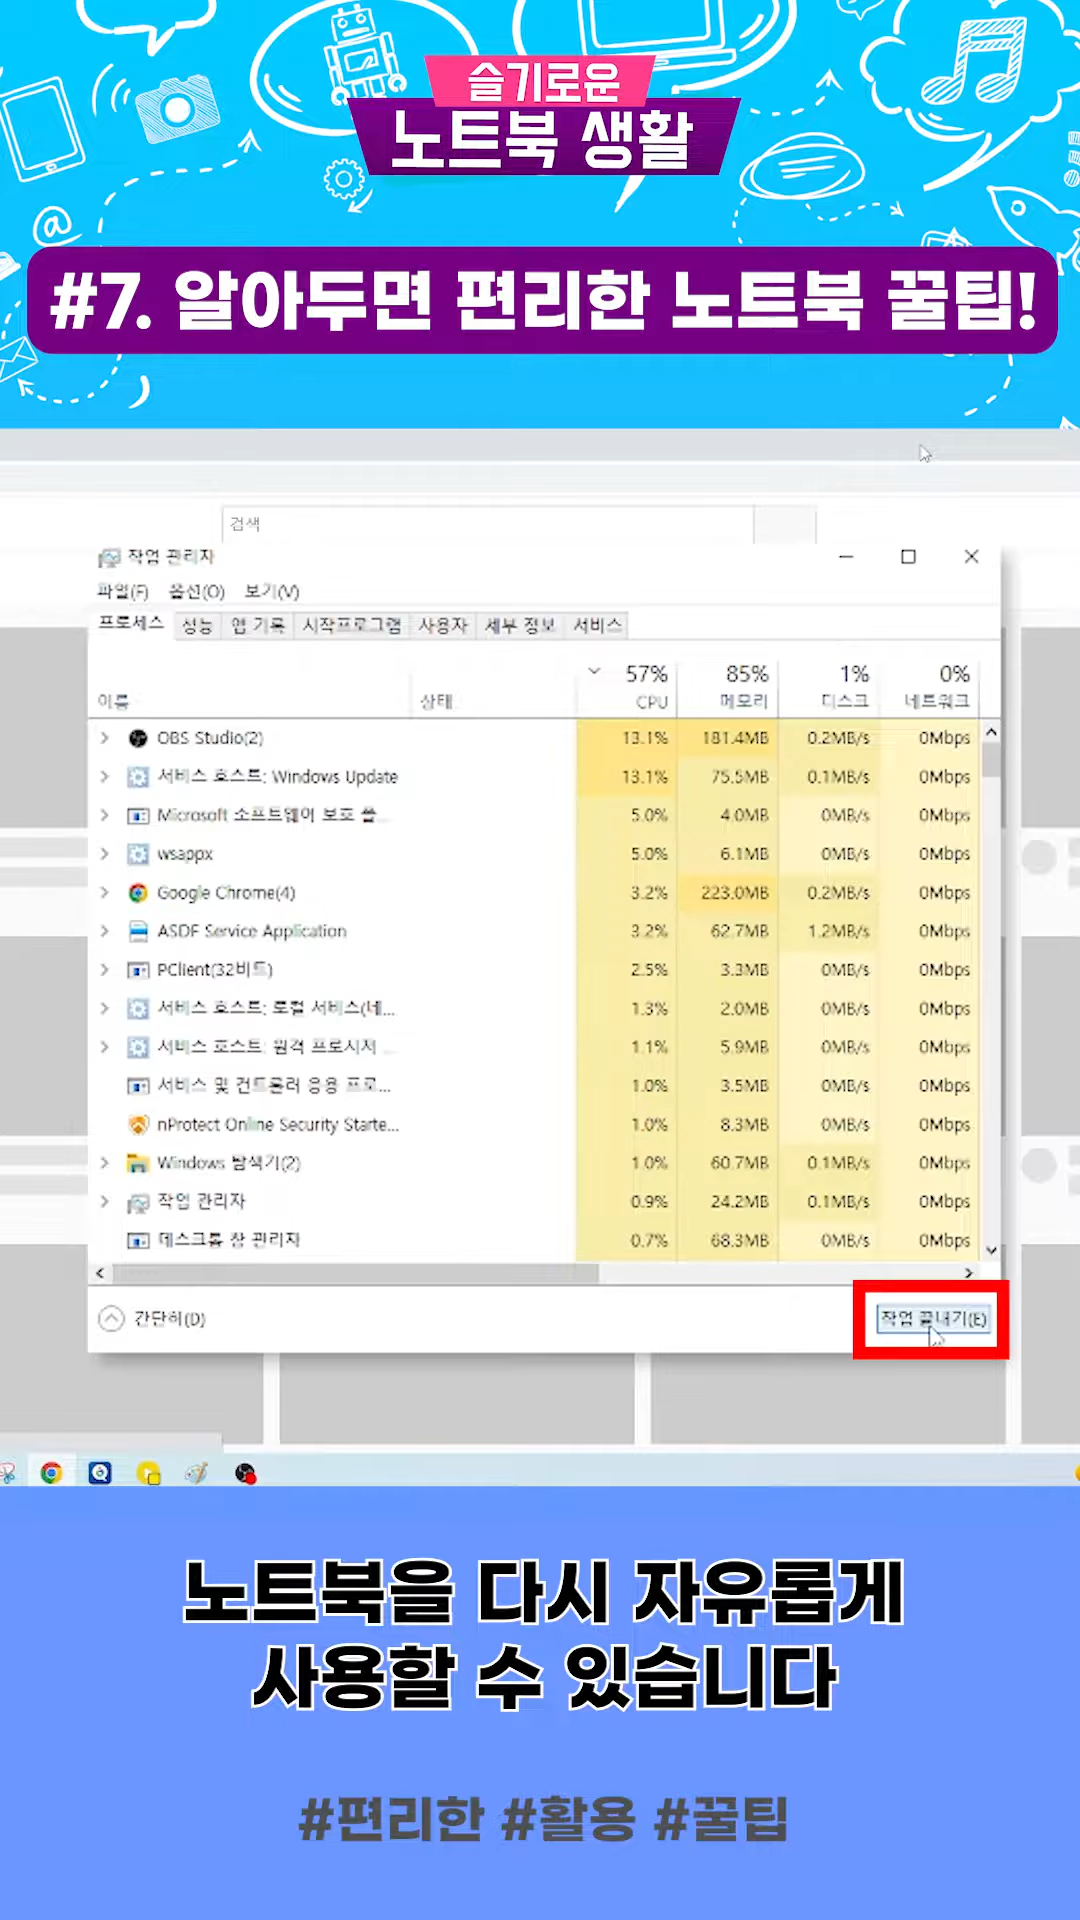 슬기로운
노트북 생활
#7. 알아두면 편리한 노트북 꿀팁!
검색
작업 관리자
파일(F) 옵션(O) 보기(V)
프로세스 성능 앱 기록 시작프로그램 사용자 세부 정보 서비스
57% 85% 1% 0%
이름 상태 CPU 메모리 디스크 네트워크
OBS Studio(2) 13.1% 181.4MB 0.2MB/s 0Mbps
서비스 호스트: Windows Update 13.1% 75.5MB 0.1MB/s 0Mbps
Microsoft 소프트웨어 보호 플... 5.0% 4.0MB 0MB/s 0Mbps
wsappx 5.0% 6.1MB 0MB/s 0Mbps
Google Chrome(4) 3.2% 223.0MB 0.2MB/s 0Mbps
ASDF Service Application 3.2% 62.7MB 1.2MB/s 0Mbps
PClient(32비트) 2.5% 3.3MB 0MB/s 0Mbps
서비스 호스트: 로컬 서비스(네... 1.3% 2.0MB 0MB/s 0Mbps
서비스 호스트: 원격 프로시저 ... 1.1% 5.9MB 0MB/s 0Mbps
서비스 및 컨트롤러 응용 프로... 1.0% 3.5MB 0MB/s 0Mbps
nProtect Online Security Starte... 1.0% 8.3MB 0MB/s 0Mbps
Windows 탐색기(2) 1.0% 60.7MB 0.1MB/s 0Mbps
작업 관리자 0.9% 24.2MB 0.1MB/s 0Mbps
데스크톱 창 관리자 0.7% 68.3MB 0MB/s 0Mbps
간단히(D) 작업 끝내기(E)
노트북을 다시 자유롭게
사용할 수 있습니다
#편리한 #활용 #꿀팁